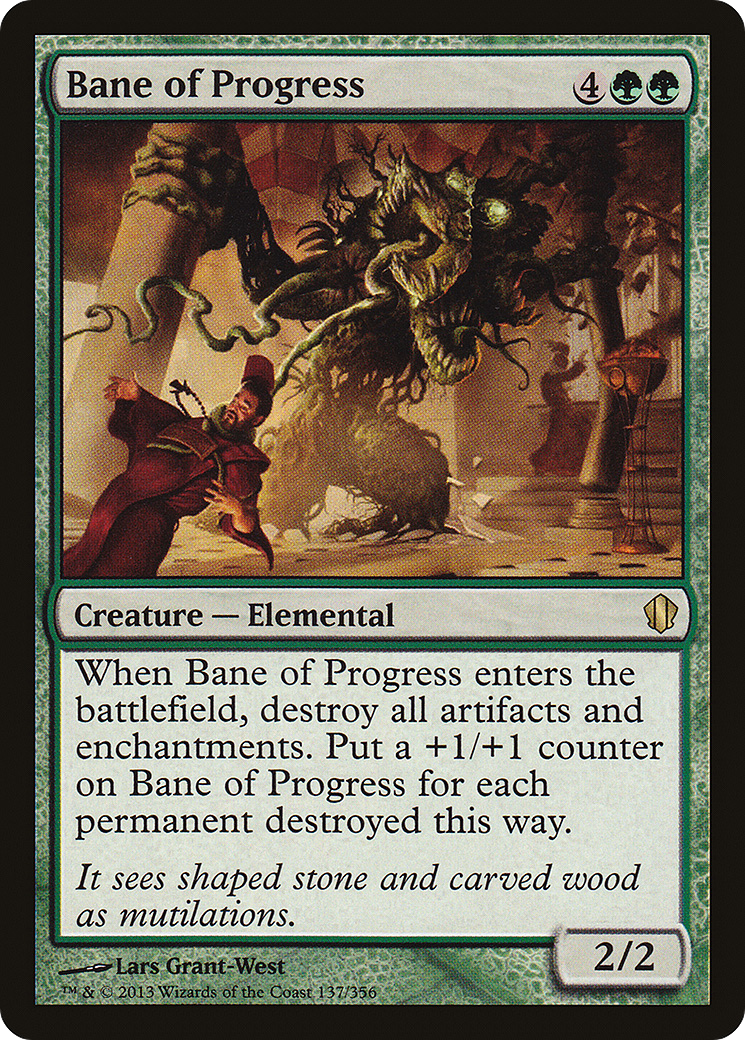 Bane of Progress 4
Creature — Elemental
When Bane of Progress enters the
battlefield, destroy all artifacts and
enchantments. Put a +1/+1 counter
on Bane of Progress for each
permanent destroyed this way.
It sees shaped stone and carved wood
as mutilations.
2/2
Lars Grant-West
™ & © 2013 Wizards of the Coast 137/356